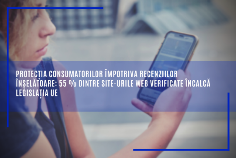 PROTECȚIA CONSUMATORILOR ÎMPOTRIVA RECENZIILOR
ÎNȘELĂTOARE: 55 % DINTRE SITE-URILE WEB VERIFICATE ÎNCALCĂ
LEGISLAȚIA UE